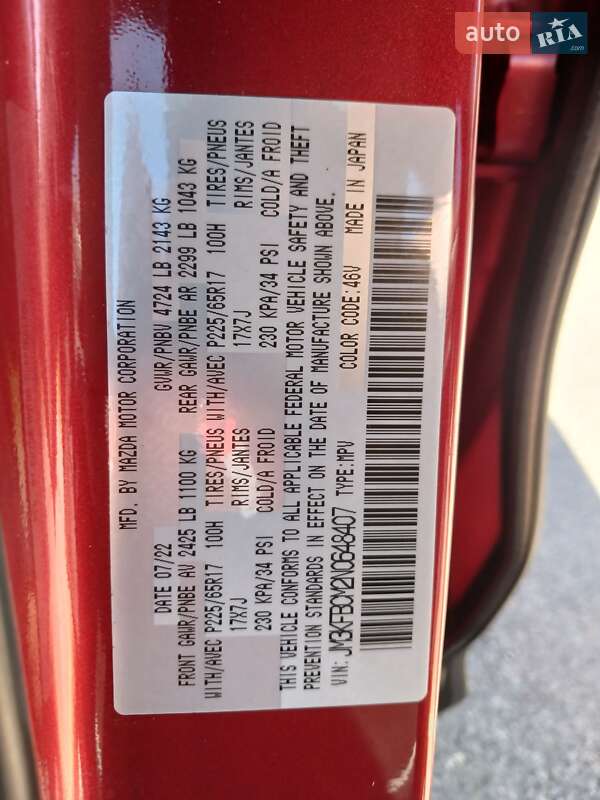 auto RIA.com
MFD. BY MAZDA MOTOR CORPORATION
DATE 07/22 GVWR/PNBV 4724 LB 2143 KG
FRONT GAWR/PNBE AV 2425 LB 1100 KG REAR GAWR/PNBE AR 2299 LB 1043 KG
WITH/AVEC P225/65R17 100H TIRES/PNEUS WITH/AVEC P225/65R17 100H TIRES/PNEUS
17X7J RIMS/JANTES 17X7J RIMS/JANTES
230 KPA/34 PSI COLD/A FROID 230 KPA/34 PSI COLD/A FROID
THIS VEHICLE CONFORMS TO ALL APPLICABLE FEDERAL MOTOR VEHICLE SAFETY AND THEFT
PREVENTION STANDARDS IN EFFECT ON THE DATE OF MANUFACTURE SHOWN ABOVE.
VIN: JM3KFBCM2N0648407 TYPE:MPV COLOR CODE:46V MADE IN JAPAN